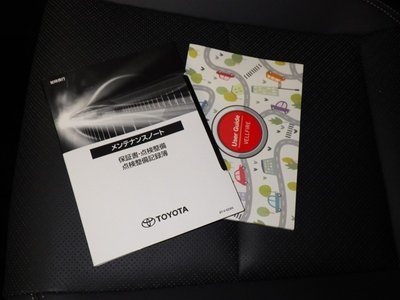 メンテナンスノート
保証書・点検整備
点検整備記録簿
TOYOTA
User Guide
VELLFIRE